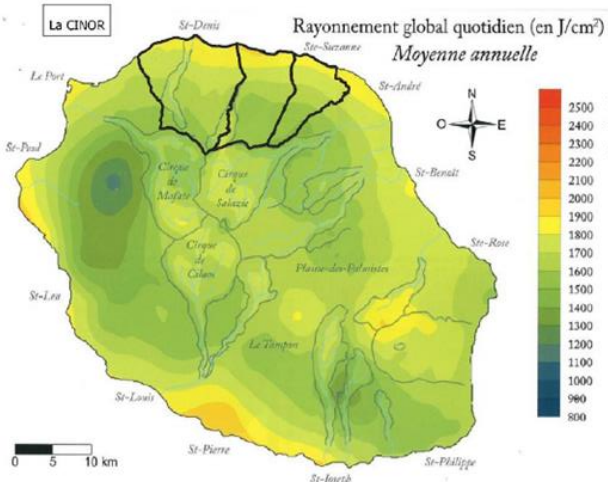 La CINOR
Rayonnement global quotidien (en J/cm²)
Moyenne annuelle
St-Denis
Ste-Suzanne
Le Port
St-André
N
O
E
S
St-Paul
St-Benoît
Cirque
de
Mafate
Cirque
de
Salazie
Ste-Rose
Cirque
de
Cilaos
Plaine-des-Palmistes
St-Leu
Le Tampon
St-Louis
St-Pierre
St-Joseph
St-Philippe
0 5 10 km
2500
2400
2300
2200
2100
2000
1900
1800
1700
1600
1500
1400
1300
1200
1100
1000
900
800